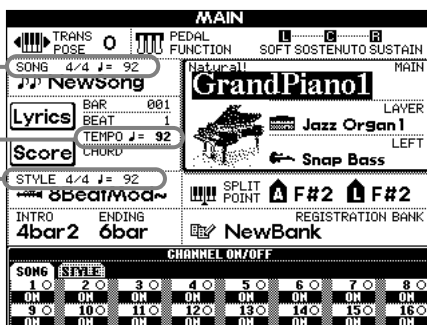 MAIN
TRANS POSE 0 PEDAL FUNCTION L C R SOFT SOSTENUTO SUSTAIN
SONG 4/4 ♩= 92
NewSong
Natural! MAIN
GrandPiano1
Lyrics
BAR 001
BEAT 1
TEMPO ♩= 92
CHORD
Score
LAYER
Jazz Organ1
LEFT
Snap Bass
STYLE 4/4 ♩= 92
8BeatMod~
SPLIT POINT A F#2 L F#2
INTRO ENDING
4bar2 6bar
REGISTRATION BANK
NewBank
CHANNEL ON/OFF
SONG STYLE
1 2 3 4 5 6 7 8
ON ON ON ON ON ON ON ON
9 10 11 12 13 14 15 16
ON ON ON ON ON ON ON ON